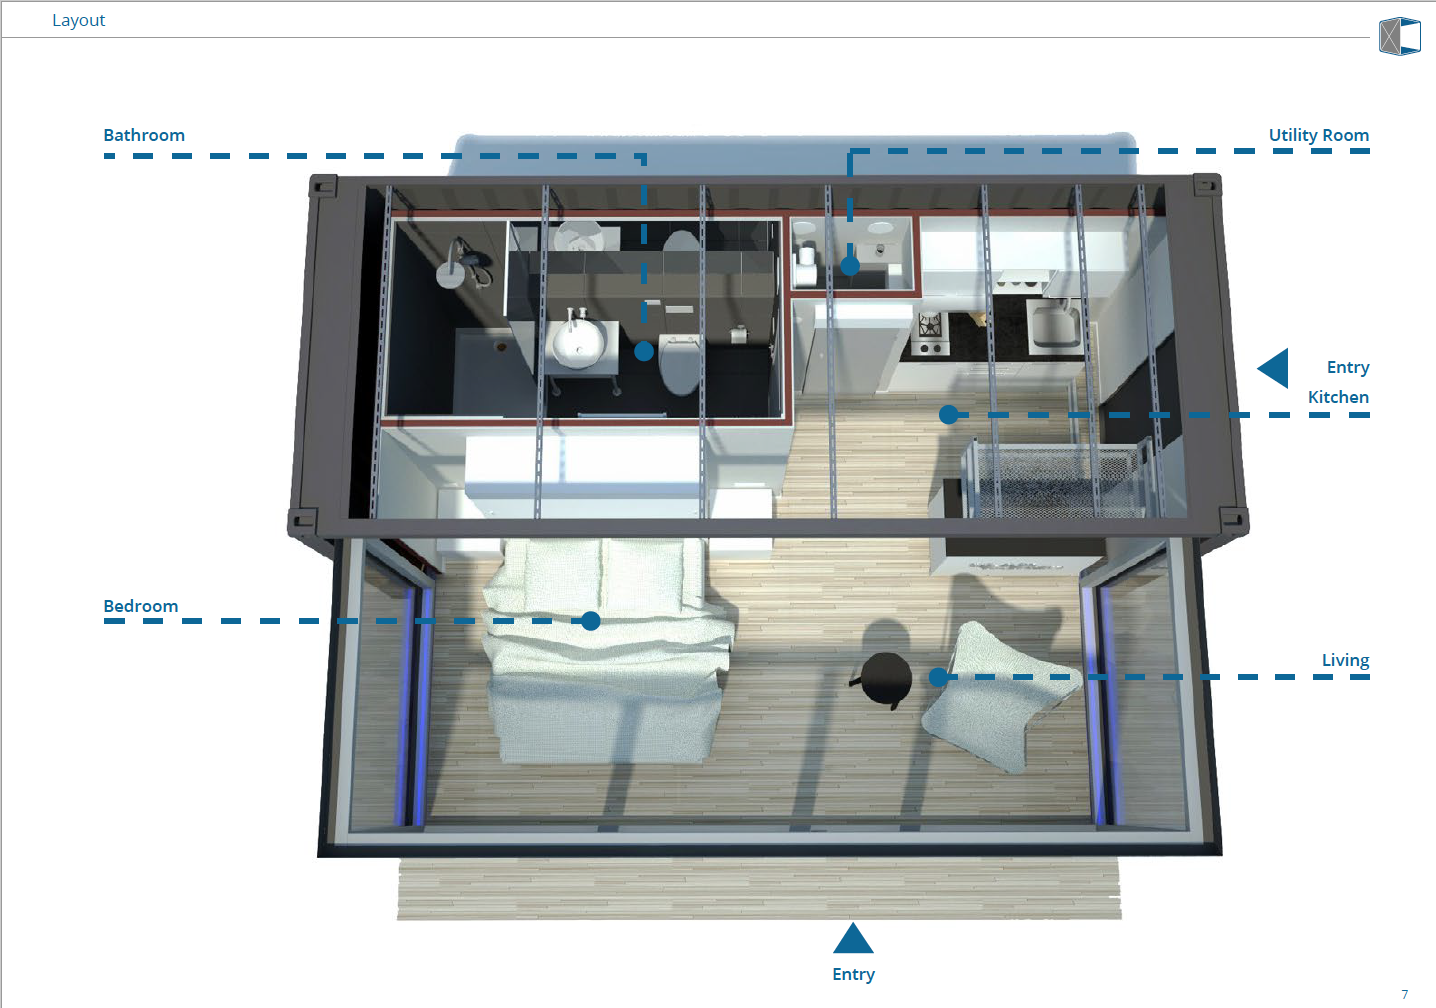 Layout
Bathroom
Utility Room
Entry
Kitchen
Bedroom
Living
Entry
7